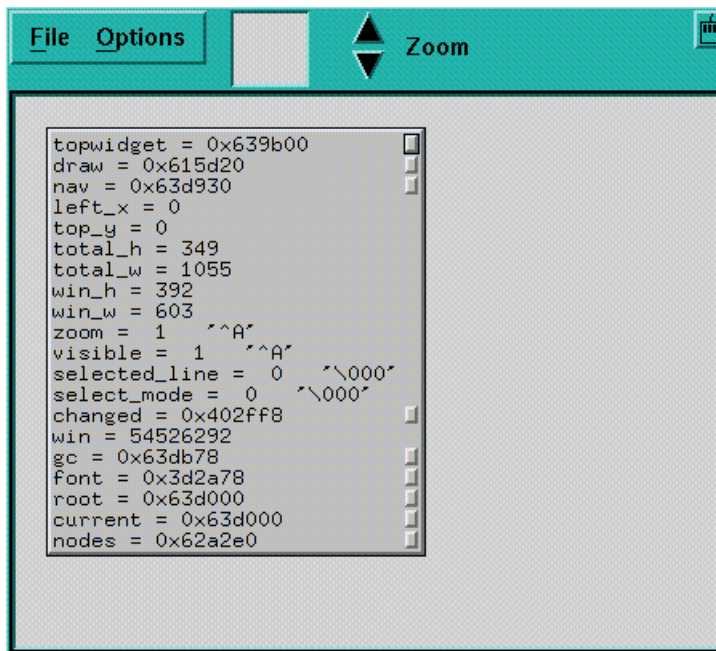 File Options
Zoom
topwidget = 0x639b00
draw = 0x615d20
nav = 0x63d930
left_x = 0
top_y = 0
total_h = 349
total_w = 1055
win_h = 392
win_w = 603
zoom =  1   '^A'
visible =  1   '^A'
selected_line =  0   '\000'
select_mode =  0   '\000'
changed = 0x402ff8
win = 54526292
gc = 0x63db78
font = 0x3d2a78
root = 0x63d000
current = 0x63d000
nodes = 0x62a2e0